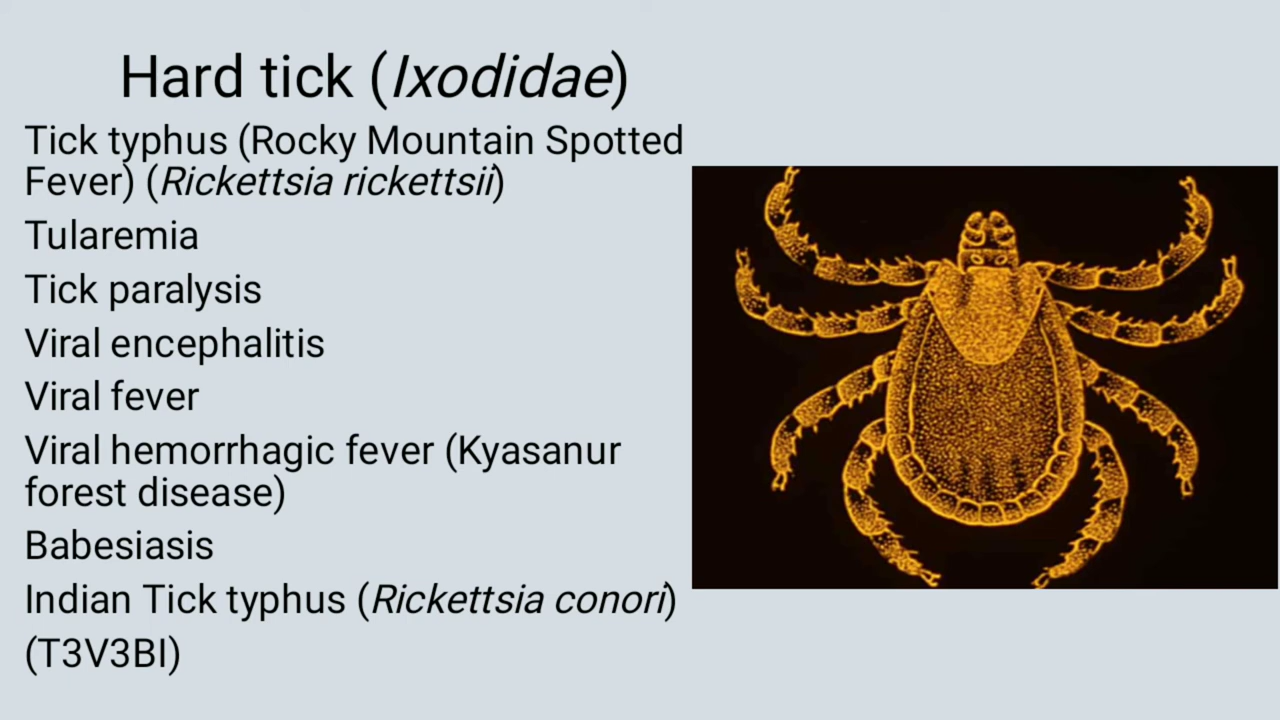 Hard tick (Ixodidae)
Tick typhus (Rocky Mountain Spotted
Fever) (Rickettsia rickettsii)
Tularemia
Tick paralysis
Viral encephalitis
Viral fever
Viral hemorrhagic fever (Kyasanur
forest disease)
Babesiasis
Indian Tick typhus (Rickettsia conori)
(T3V3BI)